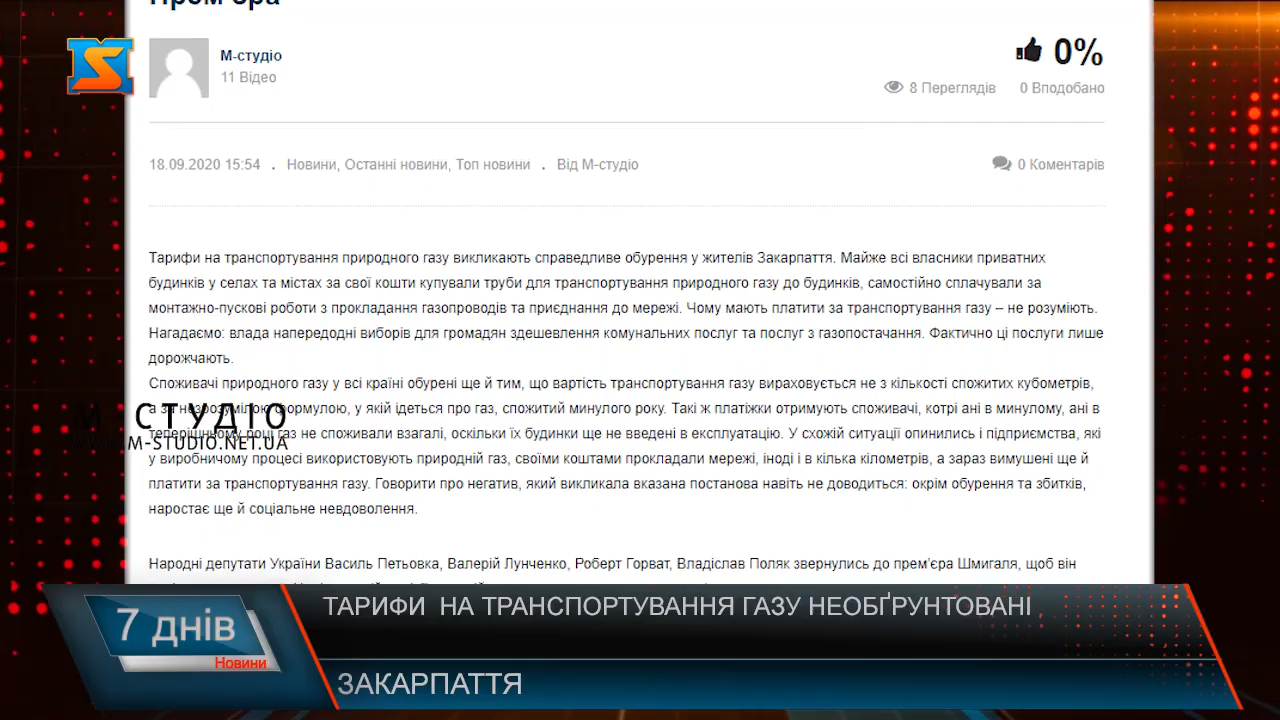 М-студіо
11 Відео
0%
8 Переглядів 0 Вподобано
18.09.2020 15:54 . Новини, Останні новини, Топ новини . Від М-студіо
0 Коментарів
Тарифи на транспортування природного газу викликають справедливе обурення у жителів Закарпаття. Майже всі власники приватних
будинків у селах та містах за свої кошти купували труби для транспортування природного газу до будинків, самостійно сплачували за
монтажно-пускові роботи з прокладання газопроводів та приєднання до мережі. Чому мають платити за транспортування газу – не розуміють.
Нагадаємо: влада напередодні виборів для громадян здешевлення комунальних послуг та послуг з газопостачання. Фактично ці послуги лише
дорожчають.
Споживачі природного газу у всі країні обурені ще й тим, що вартість транспортування газу вираховується не з кількості спожитих кубометрів,
а за незрозумілою формулою, у якій ідеться про газ, спожитий минулого року. Такі ж платіжки отримують споживачі, котрі ані в минулому, ані в
теперішньому році газ не споживали взагалі, оскільки їх будинки ще не введені в експлуатацію. У схожій ситуації опинились і підприємства, які
у виробничому процесі використовують природній газ, своїми коштами прокладали мережі, іноді і в кілька кілометрів, а зараз вимушені ще й
платити за транспортування газу. Говорити про негатив, який викликала вказана постанова навіть не доводиться: окрім обурення та збитків,
наростає ще й соціальне невдоволення.
М СТУДІО
WWW.M-STUDIO.NET.UA
Народні депутати України Василь Петьовка, Валерій Лунченко, Роберт Горват, Владіслав Поляк звернулись до прем'єра Шмигаля, щоб він
7 днів
Новини
ТАРИФИ НА ТРАНСПОРТУВАННЯ ГАЗУ НЕОБҐРУНТОВАНІ
ЗАКАРПАТТЯ